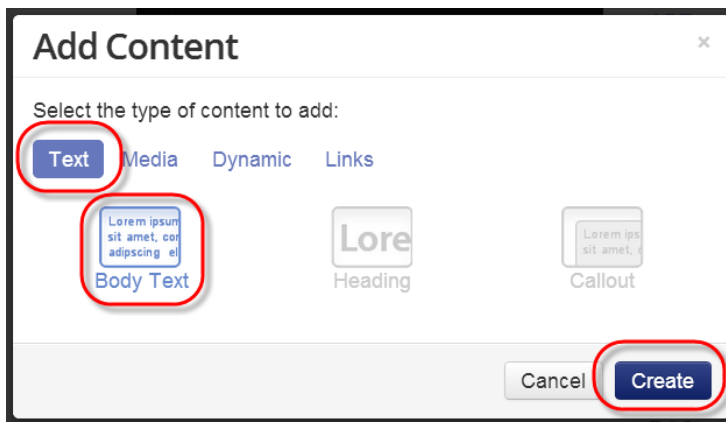 Add Content
×
Select the type of content to add:
Text Media Dynamic Links
Lorem ipsum
sit amet, cor
adipscing el
Lore
Lorem ips
sit amet,
Body Text Heading Callout
Cancel Create